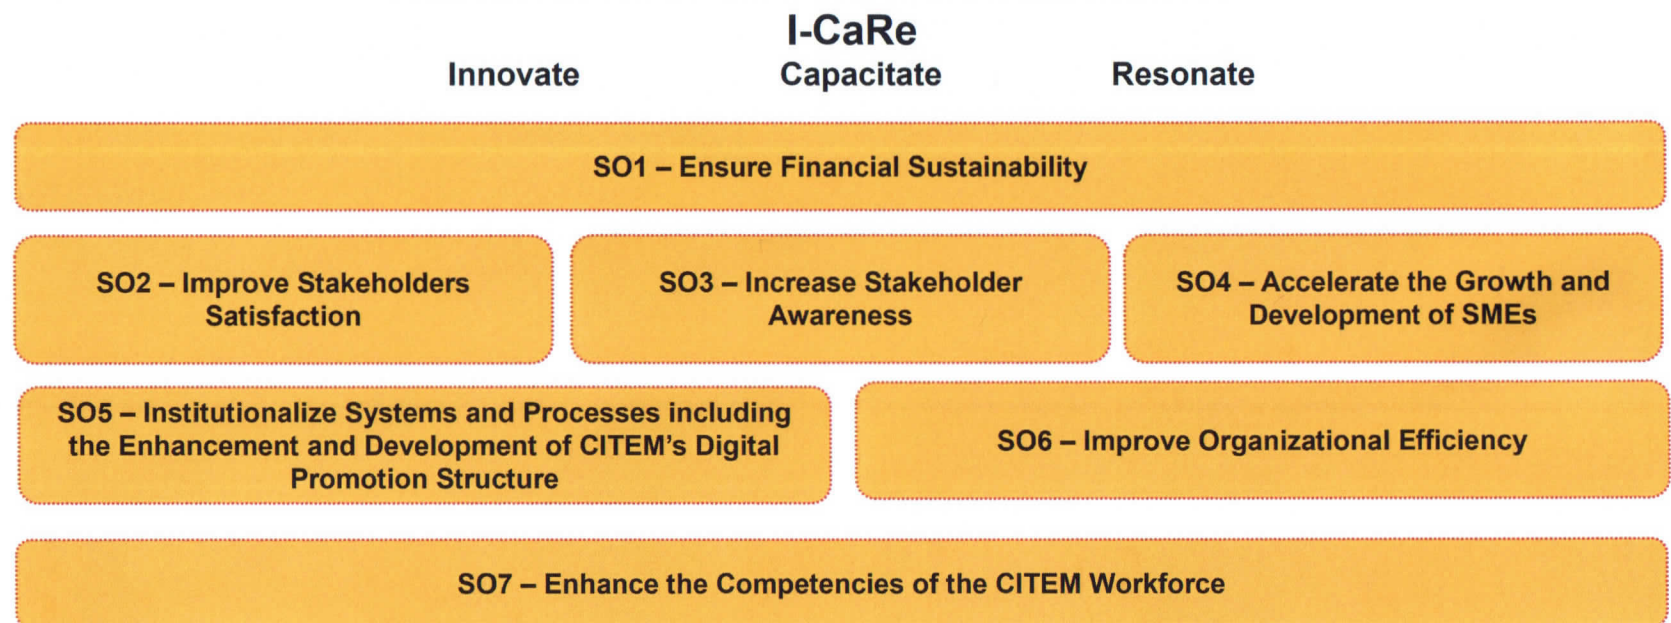 I-CaRe
Innovate Capacitate Resonate
SO1 – Ensure Financial Sustainability
SO2 – Improve Stakeholders
Satisfaction
SO3 – Increase Stakeholder
Awareness
SO4 – Accelerate the Growth and
Development of SMEs
SO5 – Institutionalize Systems and Processes including
the Enhancement and Development of CITEM's Digital
Promotion Structure
SO6 – Improve Organizational Efficiency
SO7 – Enhance the Competencies of the CITEM Workforce